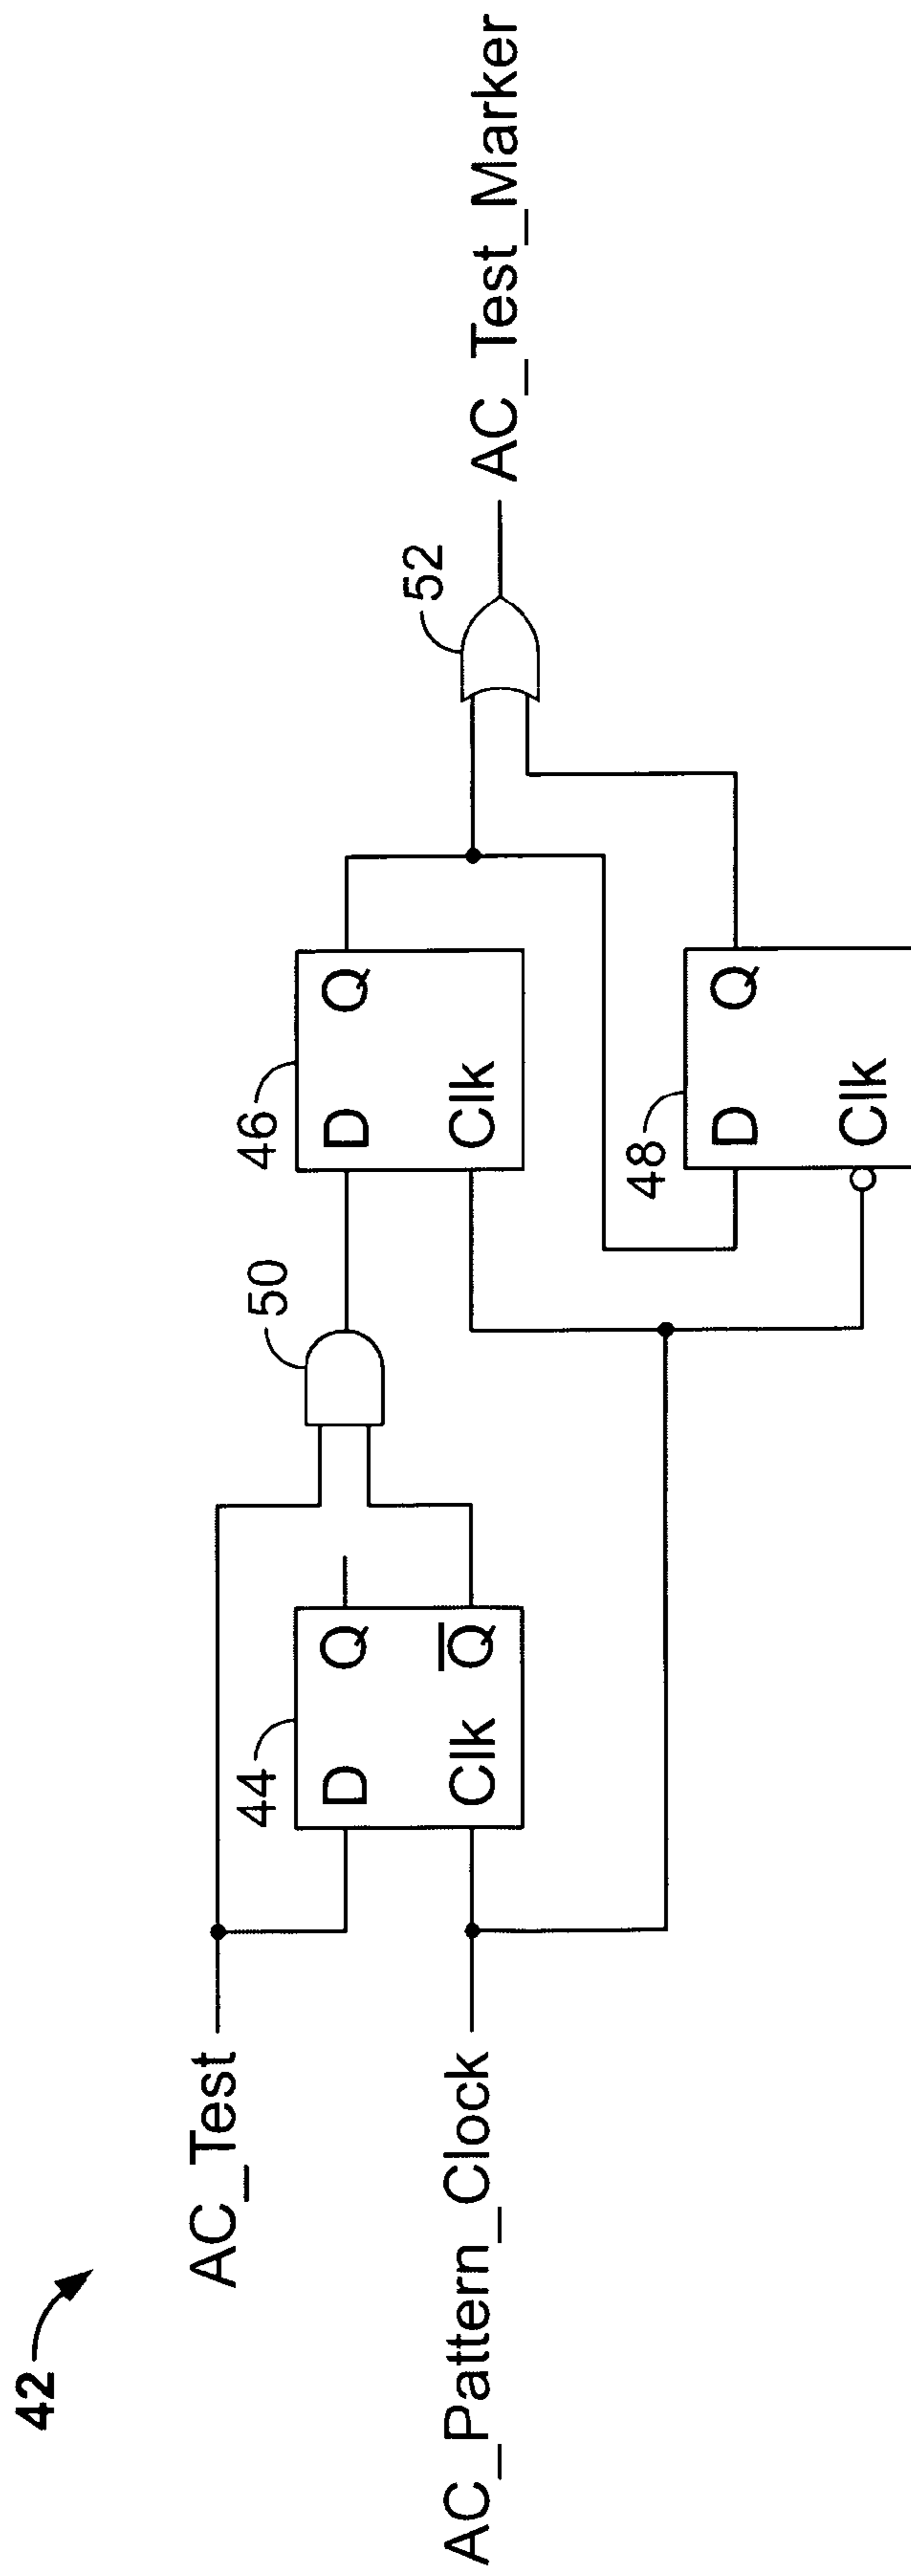 42
AC_Test
AC_Pattern_Clock
44
D Q
Clk Q̅
50
46
D Q
Clk
48
D Q
Clk
52
AC_Test_Marker